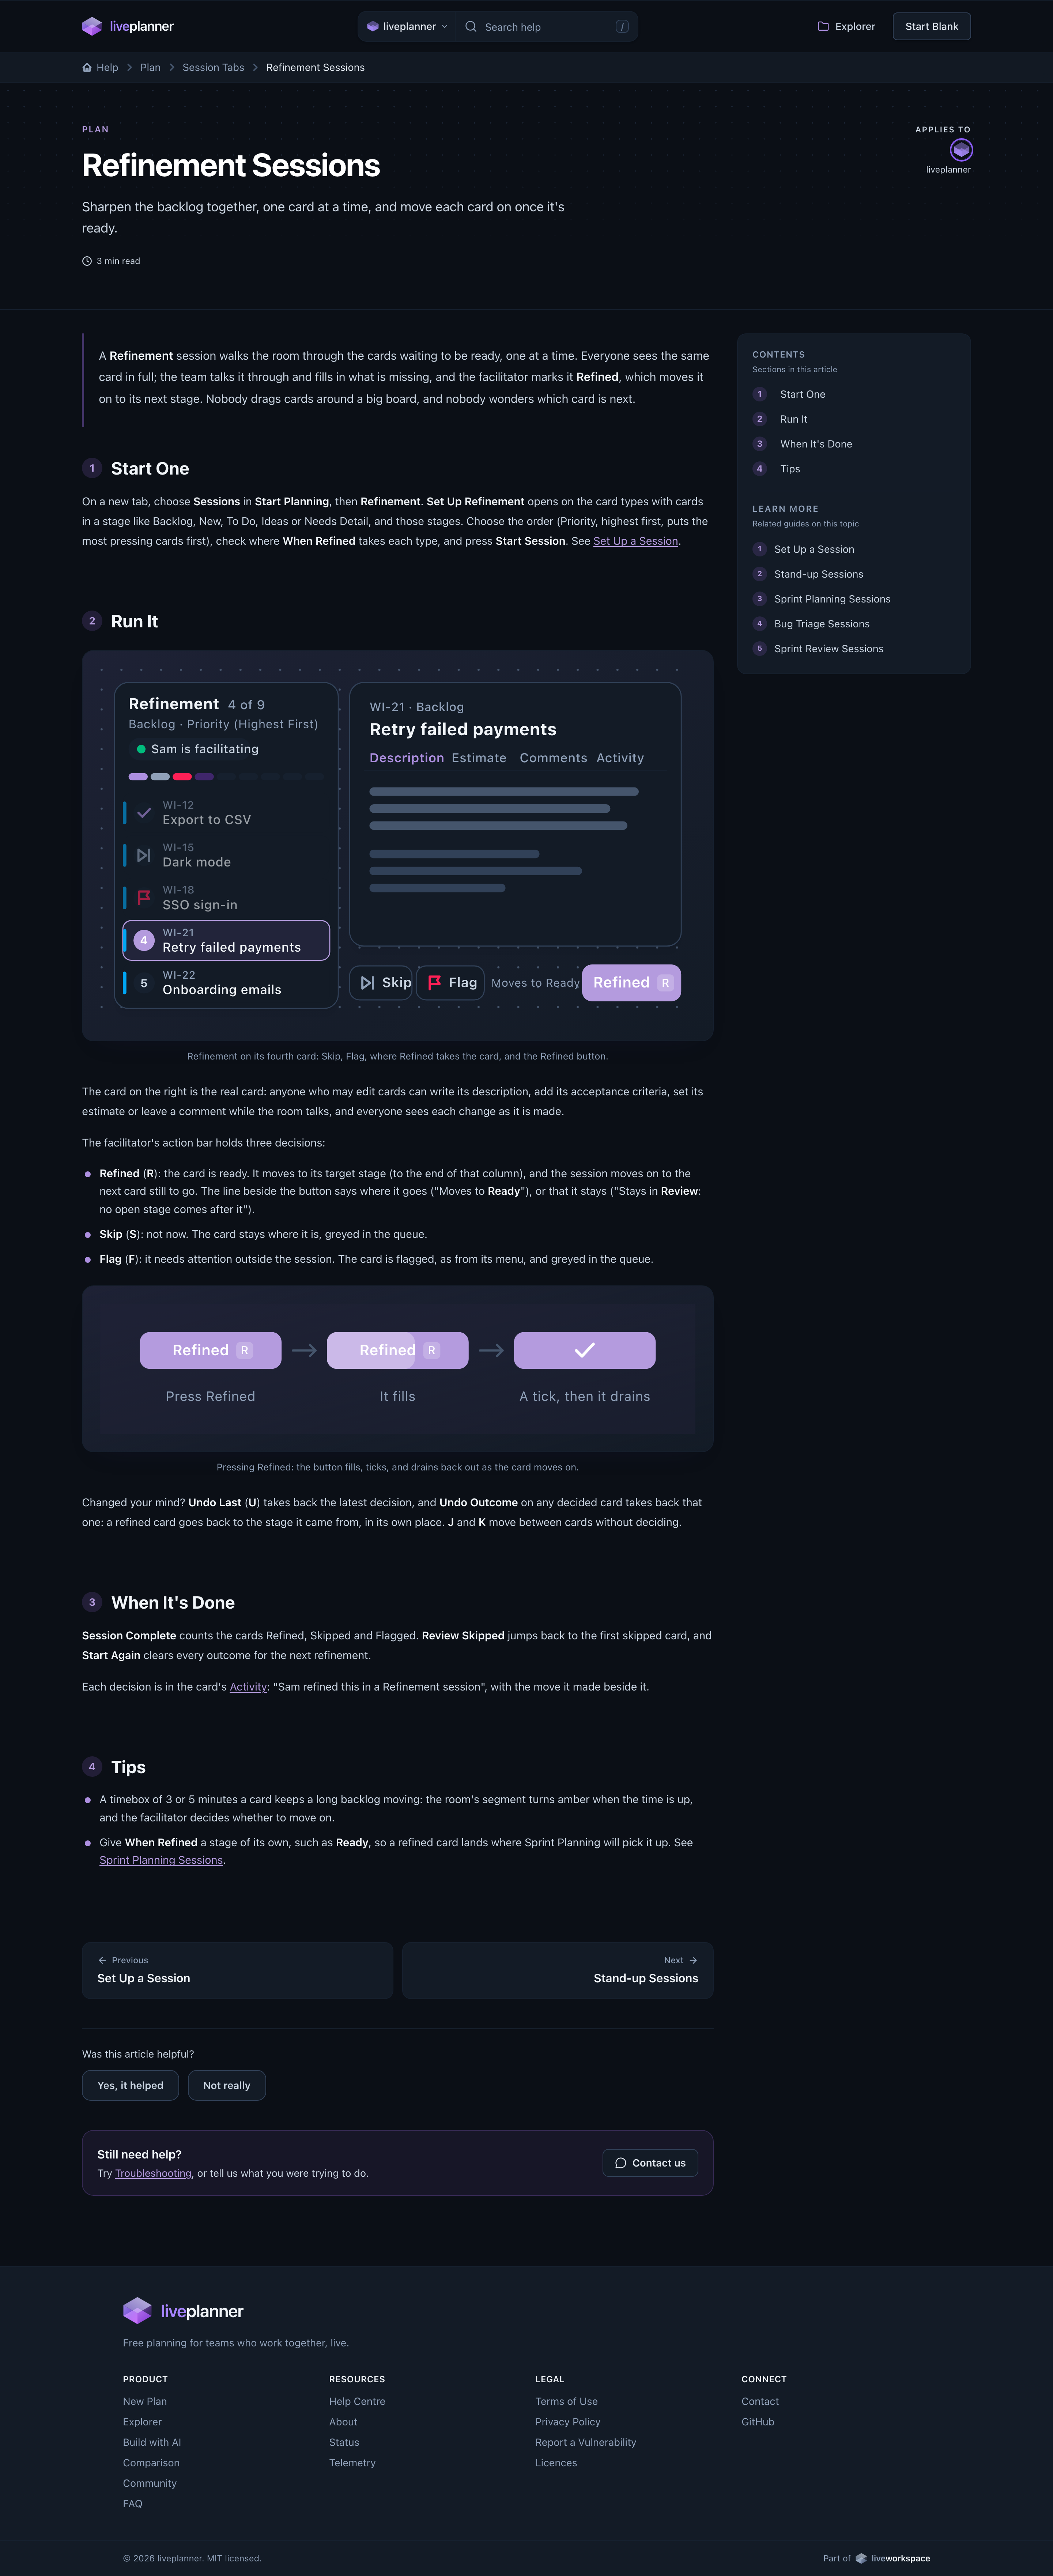 liveplanner
liveplanner
Search help
/
Explorer
Start Blank
Help
Plan
Session Tabs
Refinement Sessions
PLAN
Refinement Sessions
Sharpen the backlog together, one card at a time, and move each card on once it's
ready.
3 min read
APPLIES TO
liveplanner
A Refinement session walks the room through the cards waiting to be ready, one at a time. Everyone sees the same
card in full; the team talks it through and fills in what is missing, and the facilitator marks it Refined, which moves it
on to its next stage. Nobody drags cards around a big board, and nobody wonders which card is next.
CONTENTS
Sections in this article
1 Start One
2 Run It
3 When It's Done
4 Tips
LEARN MORE
Related guides on this topic
1 Set Up a Session
2 Stand-up Sessions
3 Sprint Planning Sessions
4 Bug Triage Sessions
5 Sprint Review Sessions
1 Start One
On a new tab, choose Sessions in Start Planning, then Refinement. Set Up Refinement opens on the card types with cards
in a stage like Backlog, New, To Do, Ideas or Needs Detail, and those stages. Choose the order (Priority, highest first, puts the
most pressing cards first), check where When Refined takes each type, and press Start Session. See Set Up a Session.
2 Run It
Refinement 4 of 9
Backlog · Priority (Highest First)
Sam is facilitating
WI-12
Export to CSV
WI-15
Dark mode
WI-18
SSO sign-in
4
WI-21
Retry failed payments
5
WI-22
Onboarding emails
WI-21 · Backlog
Retry failed payments
Description Estimate Comments Activity
Skip
Flag
Moves to Ready
Refined R
Refinement on its fourth card: Skip, Flag, where Refined takes the card, and the Refined button.
The card on the right is the real card: anyone who may edit cards can write its description, add its acceptance criteria, set its
estimate or leave a comment while the room talks, and everyone sees each change as it is made.
The facilitator's action bar holds three decisions:
Refined (R): the card is ready. It moves to its target stage (to the end of that column), and the session moves on to the
next card still to go. The line beside the button says where it goes ("Moves to Ready"), or that it stays ("Stays in Review:
no open stage comes after it").
Skip (S): not now. The card stays where it is, greyed in the queue.
Flag (F): it needs attention outside the session. The card is flagged, as from its menu, and greyed in the queue.
Refined R
Refined R
Press Refined
It fills
A tick, then it drains
Pressing Refined: the button fills, ticks, and drains back out as the card moves on.
Changed your mind? Undo Last (U) takes back the latest decision, and Undo Outcome on any decided card takes back that
one: a refined card goes back to the stage it came from, in its own place. J and K move between cards without deciding.
3 When It's Done
Session Complete counts the cards Refined, Skipped and Flagged. Review Skipped jumps back to the first skipped card, and
Start Again clears every outcome for the next refinement.
Each decision is in the card's Activity: "Sam refined this in a Refinement session", with the move it made beside it.
4 Tips
A timebox of 3 or 5 minutes a card keeps a long backlog moving: the room's segment turns amber when the time is up,
and the facilitator decides whether to move on.
Give When Refined a stage of its own, such as Ready, so a refined card lands where Sprint Planning will pick it up. See
Sprint Planning Sessions.
Previous
Set Up a Session
Next
Stand-up Sessions
Was this article helpful?
Yes, it helped
Not really
Still need help?
Try Troubleshooting, or tell us what you were trying to do.
Contact us
liveplanner
Free planning for teams who work together, live.
PRODUCT
New Plan
Explorer
Build with AI
Comparison
Community
FAQ
RESOURCES
Help Centre
About
Status
Telemetry
LEGAL
Terms of Use
Privacy Policy
Report a Vulnerability
Licences
CONNECT
Contact
GitHub
© 2026 liveplanner. MIT licensed.
Part of liveworkspace